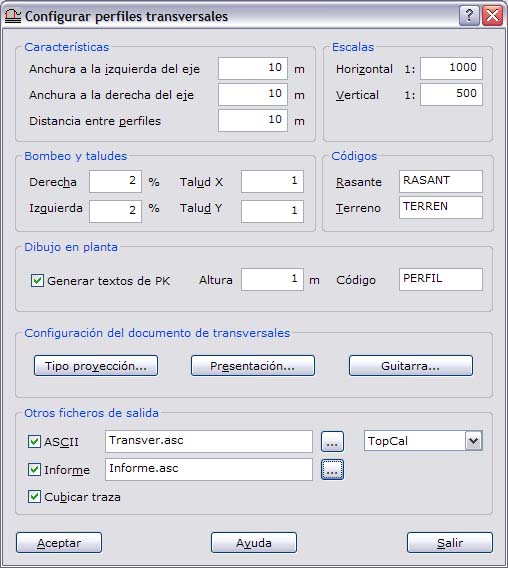 Configurar perfiles transversales
Características
Anchura a la izquierda del eje 10 m
Anchura a la derecha del eje 10 m
Distancia entre perfiles 10 m
Escalas
Horizontal 1: 1000
Vertical 1: 500
Bombeo y taludes
Derecha 2 % Talud X 1
Izquierda 2 % Talud Y 1
Códigos
Rasante RASANT
Terreno TERREN
Dibujo en planta
Generar textos de PK Altura 1 m Código PERFIL
Configuración del documento de transversales
Tipo proyección... Presentación... Guitarra...
Otros ficheros de salida
ASCII Transver.asc ... TopCal
Informe Informe.asc ...
Cubicar traza
Aceptar Ayuda Salir